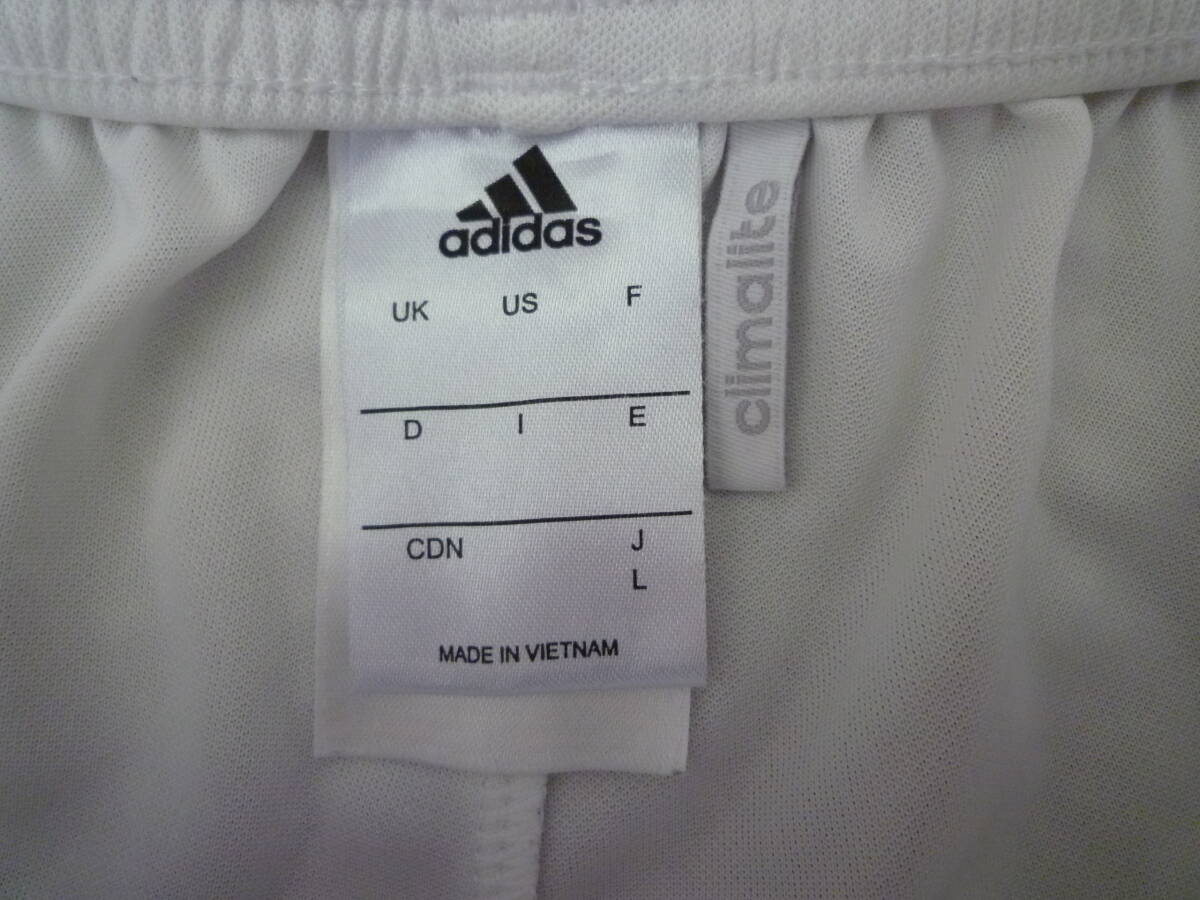 adidas
UK US F
D I E
CDN J
L
MADE IN VIETNAM
climalite